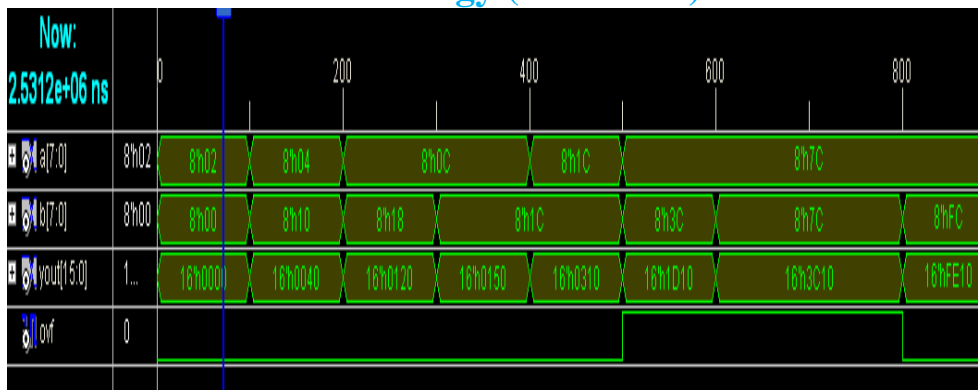 gy (
Now:
2.5312e+06 ns
0 200 400 600 800
a[7:0] 8'h02 8'h02 8'h04 8'h0C 8'h1C 8'h7C
b[7:0] 8'h00 8'h00 8'h10 8'h18 8'h1C 8'h3C 8'h7C 8'hFC
yout[15:0] 1... 16'h0000 16'h0040 16'h0120 16'h0150 16'h0310 16'h1D10 16'h3C10 16'hFE10
ovf 0